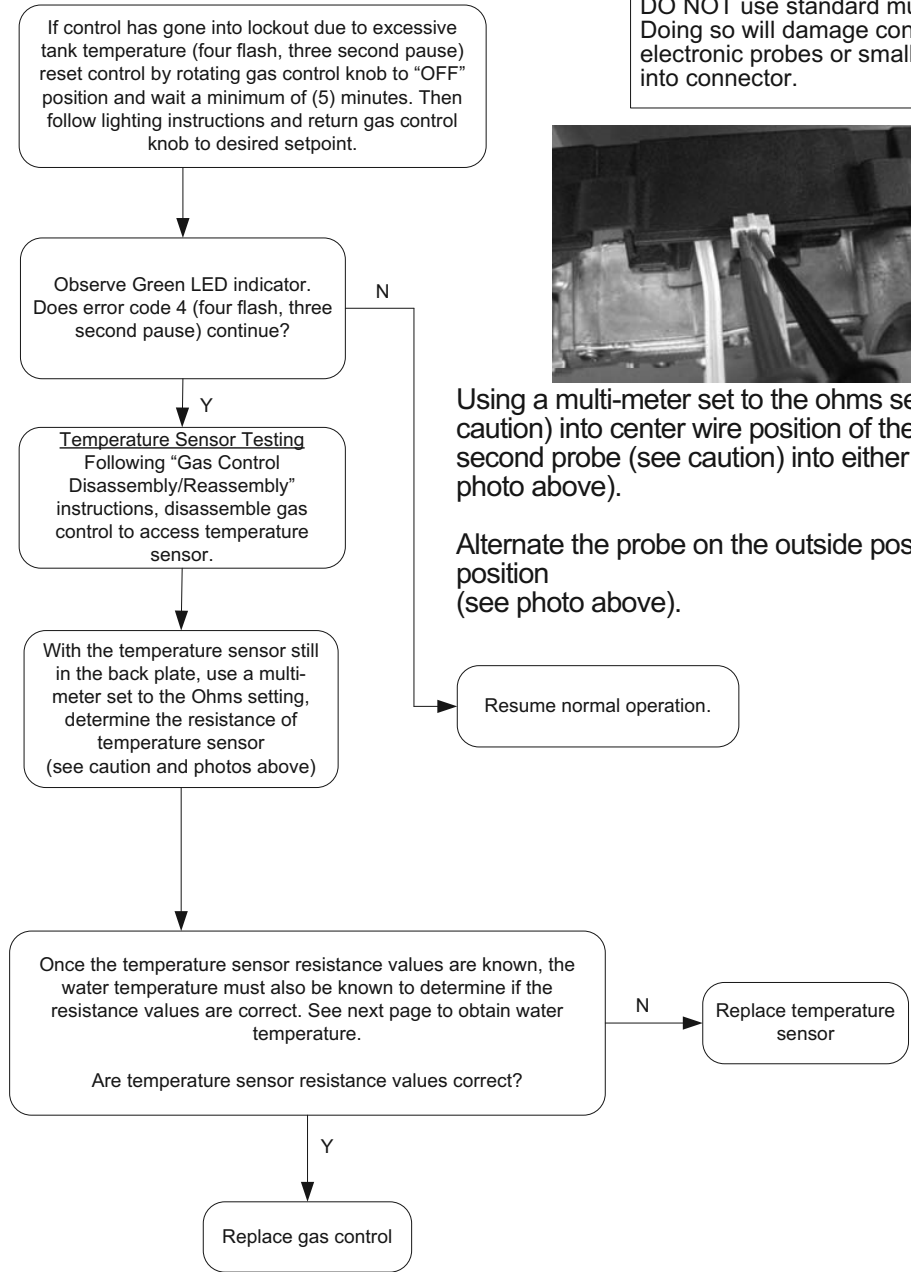 If control has gone into lockout due to excessive
tank temperature (four flash, three second pause)
reset control by rotating gas control knob to “OFF”
position and wait a minimum of (5) minutes. Then
follow lighting instructions and return gas control
knob to desired setpoint.
DO NOT use standard
Doing so will damage
electronic probes or small
into connector.
Observe Green LED indicator.
Does error code 4 (four flash, three
second pause) continue?
N
Y
Temperature Sensor Testing
Following “Gas Control
Disassembly/Reassembly”
instructions, disassemble gas
control to access temperature
sensor.
Using a multi-meter set to the ohms
caution) into center wire position of the
second probe (see caution) into either
photo above).
Alternate the probe on the outside
position
(see photo above).
With the temperature sensor still
in the back plate, use a multi-
meter set to the Ohms setting,
determine the resistance of
temperature sensor
(see caution and photos above)
Resume normal operation.
Once the temperature sensor resistance values are known, the
water temperature must also be known to determine if the
resistance values are correct. See next page to obtain water
temperature.
Are temperature sensor resistance values correct?
N
Replace temperature
sensor
Y
Replace gas control